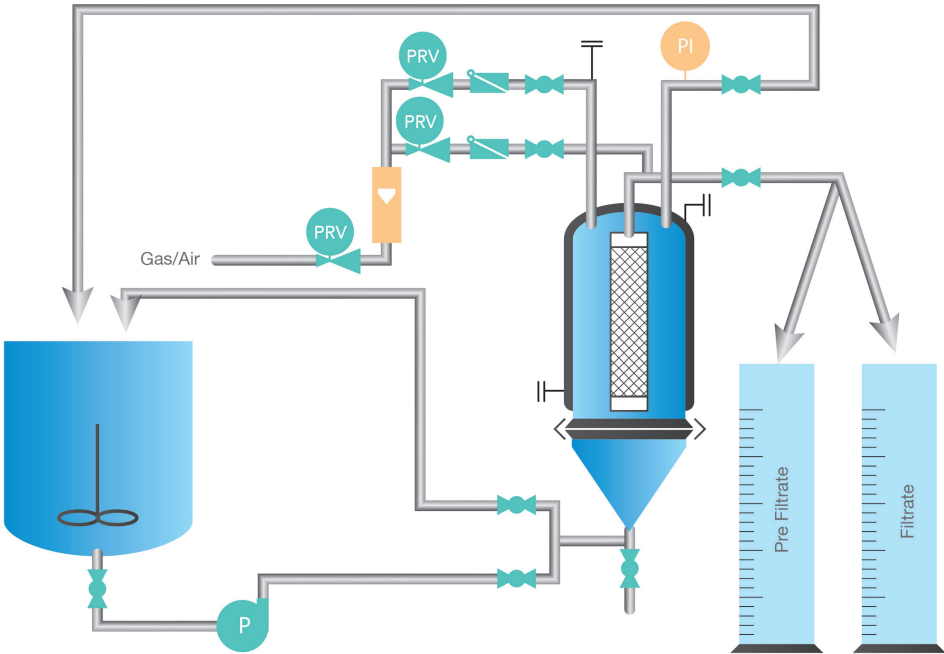 PRV
PI
PRV
PRV
Gas/Air
Pre Filtrate
Filtrate
P